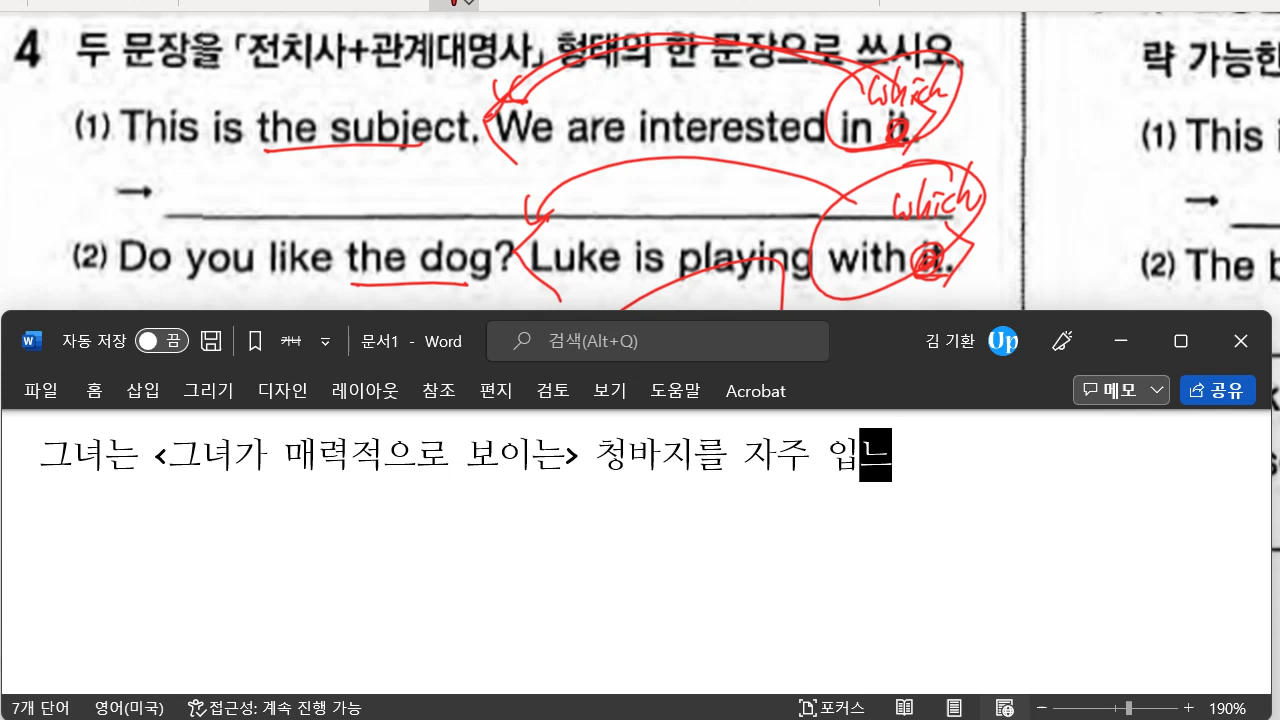 4 두 문장을 「전치사+관계대명사」 형태의 한 문장으로 쓰시오.
which
(1) This is the subject. We are interested in it.
→
which
(2) Do you like the dog? Luke is playing with it.
략 가능한
(1) This i
→
(2) The b
자동 저장 끔 문서1 - Word 검색(Alt+Q) 김 기환 Up
파일 홈 삽입 그리기 디자인 레이아웃 참조 편지 검토 보기 도움말 Acrobat 메모 공유
그녀는 <그녀가 매력적으로 보이는> 청바지를 자주 입느
7개 단어 영어(미국) 접근성: 계속 진행 가능 포커스 190%